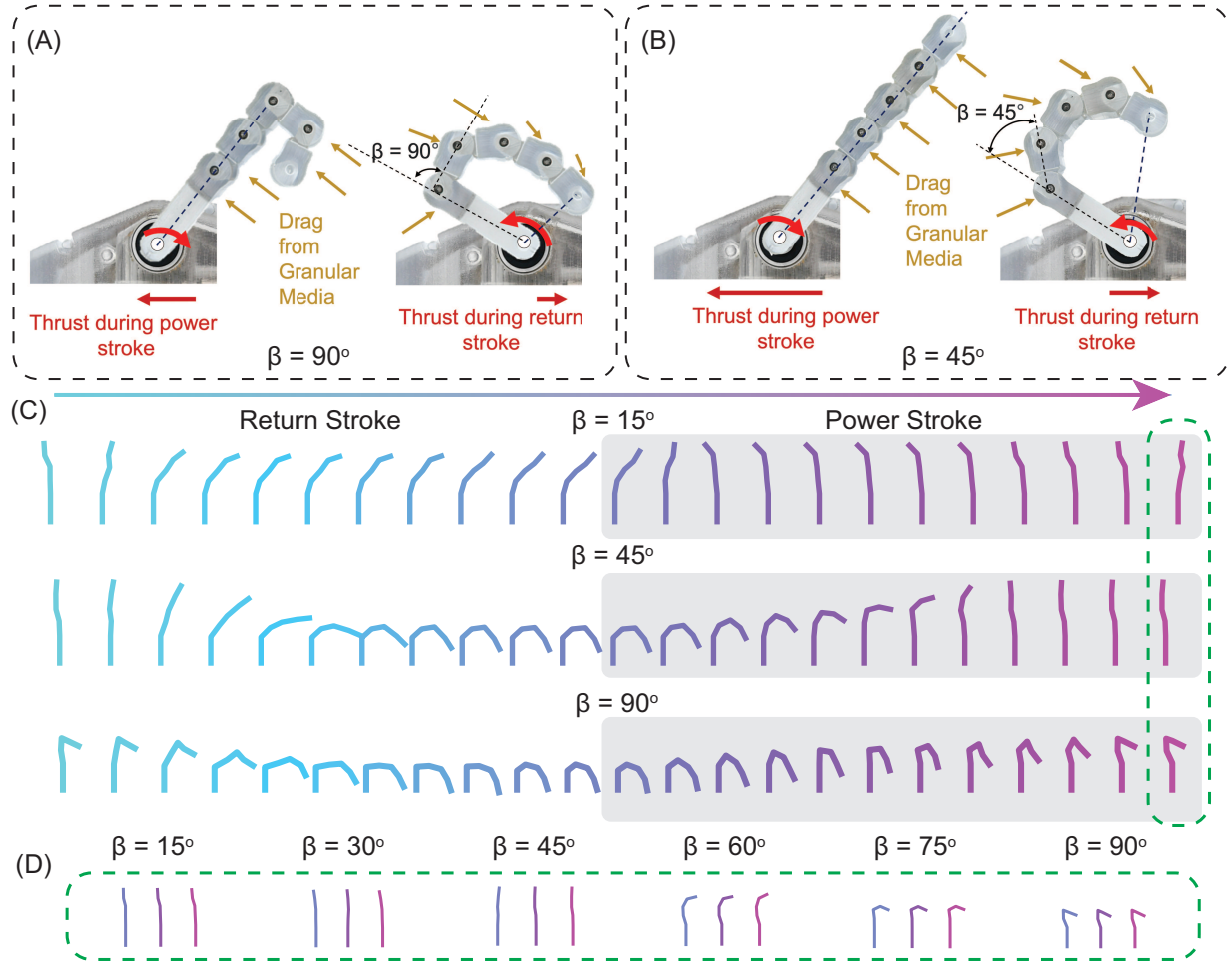 (A)
β = 90°
Drag
from
Granular
Media
Thrust during power
stroke
Thrust during return
stroke
β = 90°
(B)
β = 45°
Drag
from
Granular
Media
Thrust during power
stroke
Thrust during return
stroke
β = 45°
(C)
Return Stroke
β = 15°
Power Stroke
β = 45°
β = 90°
β = 15°
β = 30°
β = 45°
β = 60°
β = 75°
β = 90°
(D)